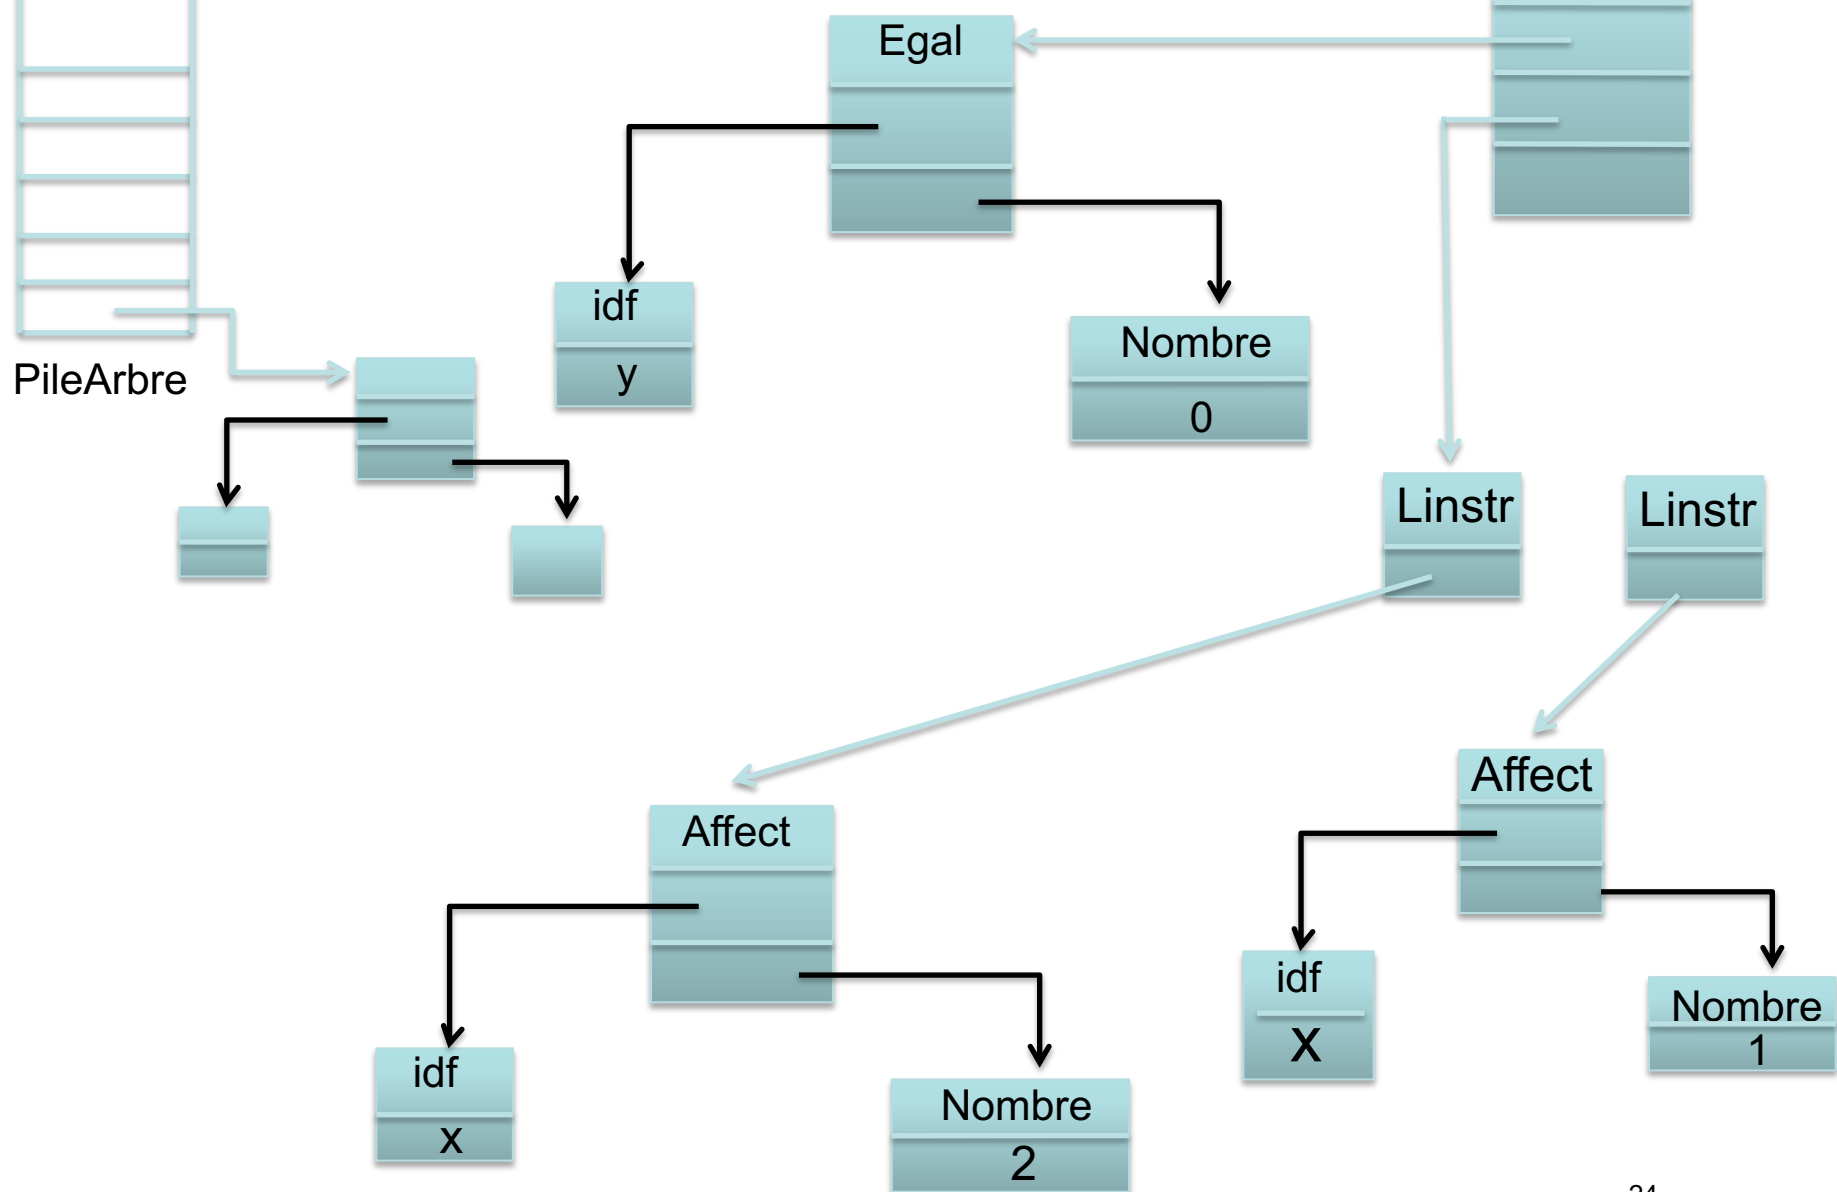 Egal
idf
y
Nombre
0
PileArbre
Linstr
Linstr
Affect
idf
x
Nombre
1
Affect
idf
x
Nombre
2